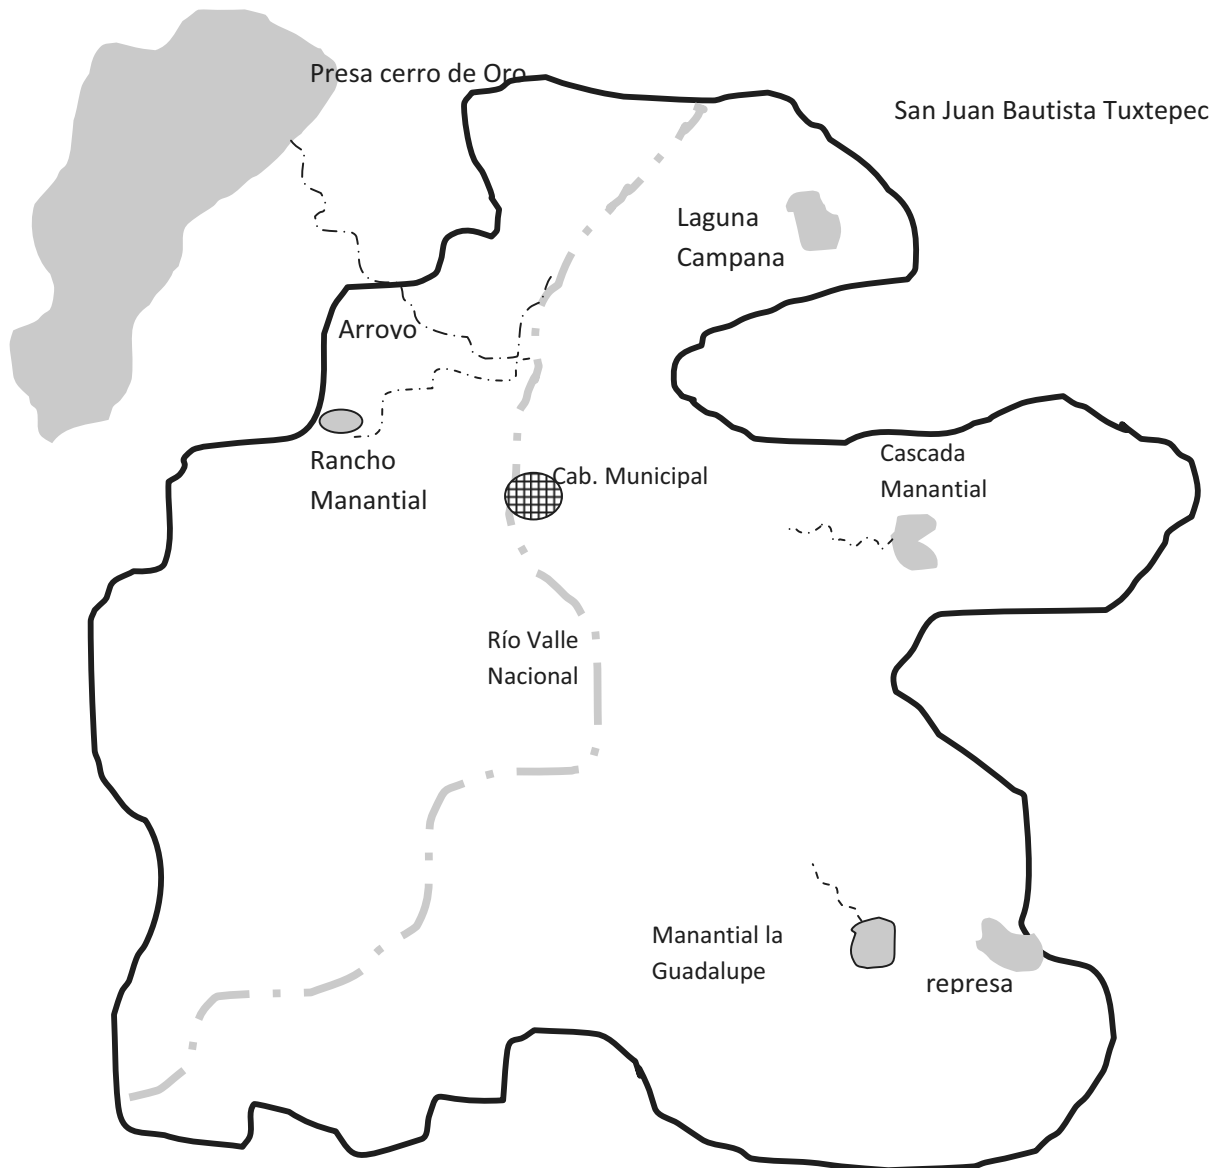 Presa cerro de Oro
San Juan Bautista Tuxtepec
Laguna
Campana
Arroyo
Rancho
Manantial
Cab. Municipal
Cascada
Manantial
Río Valle
Nacional
Manantial la
Guadalupe
represa